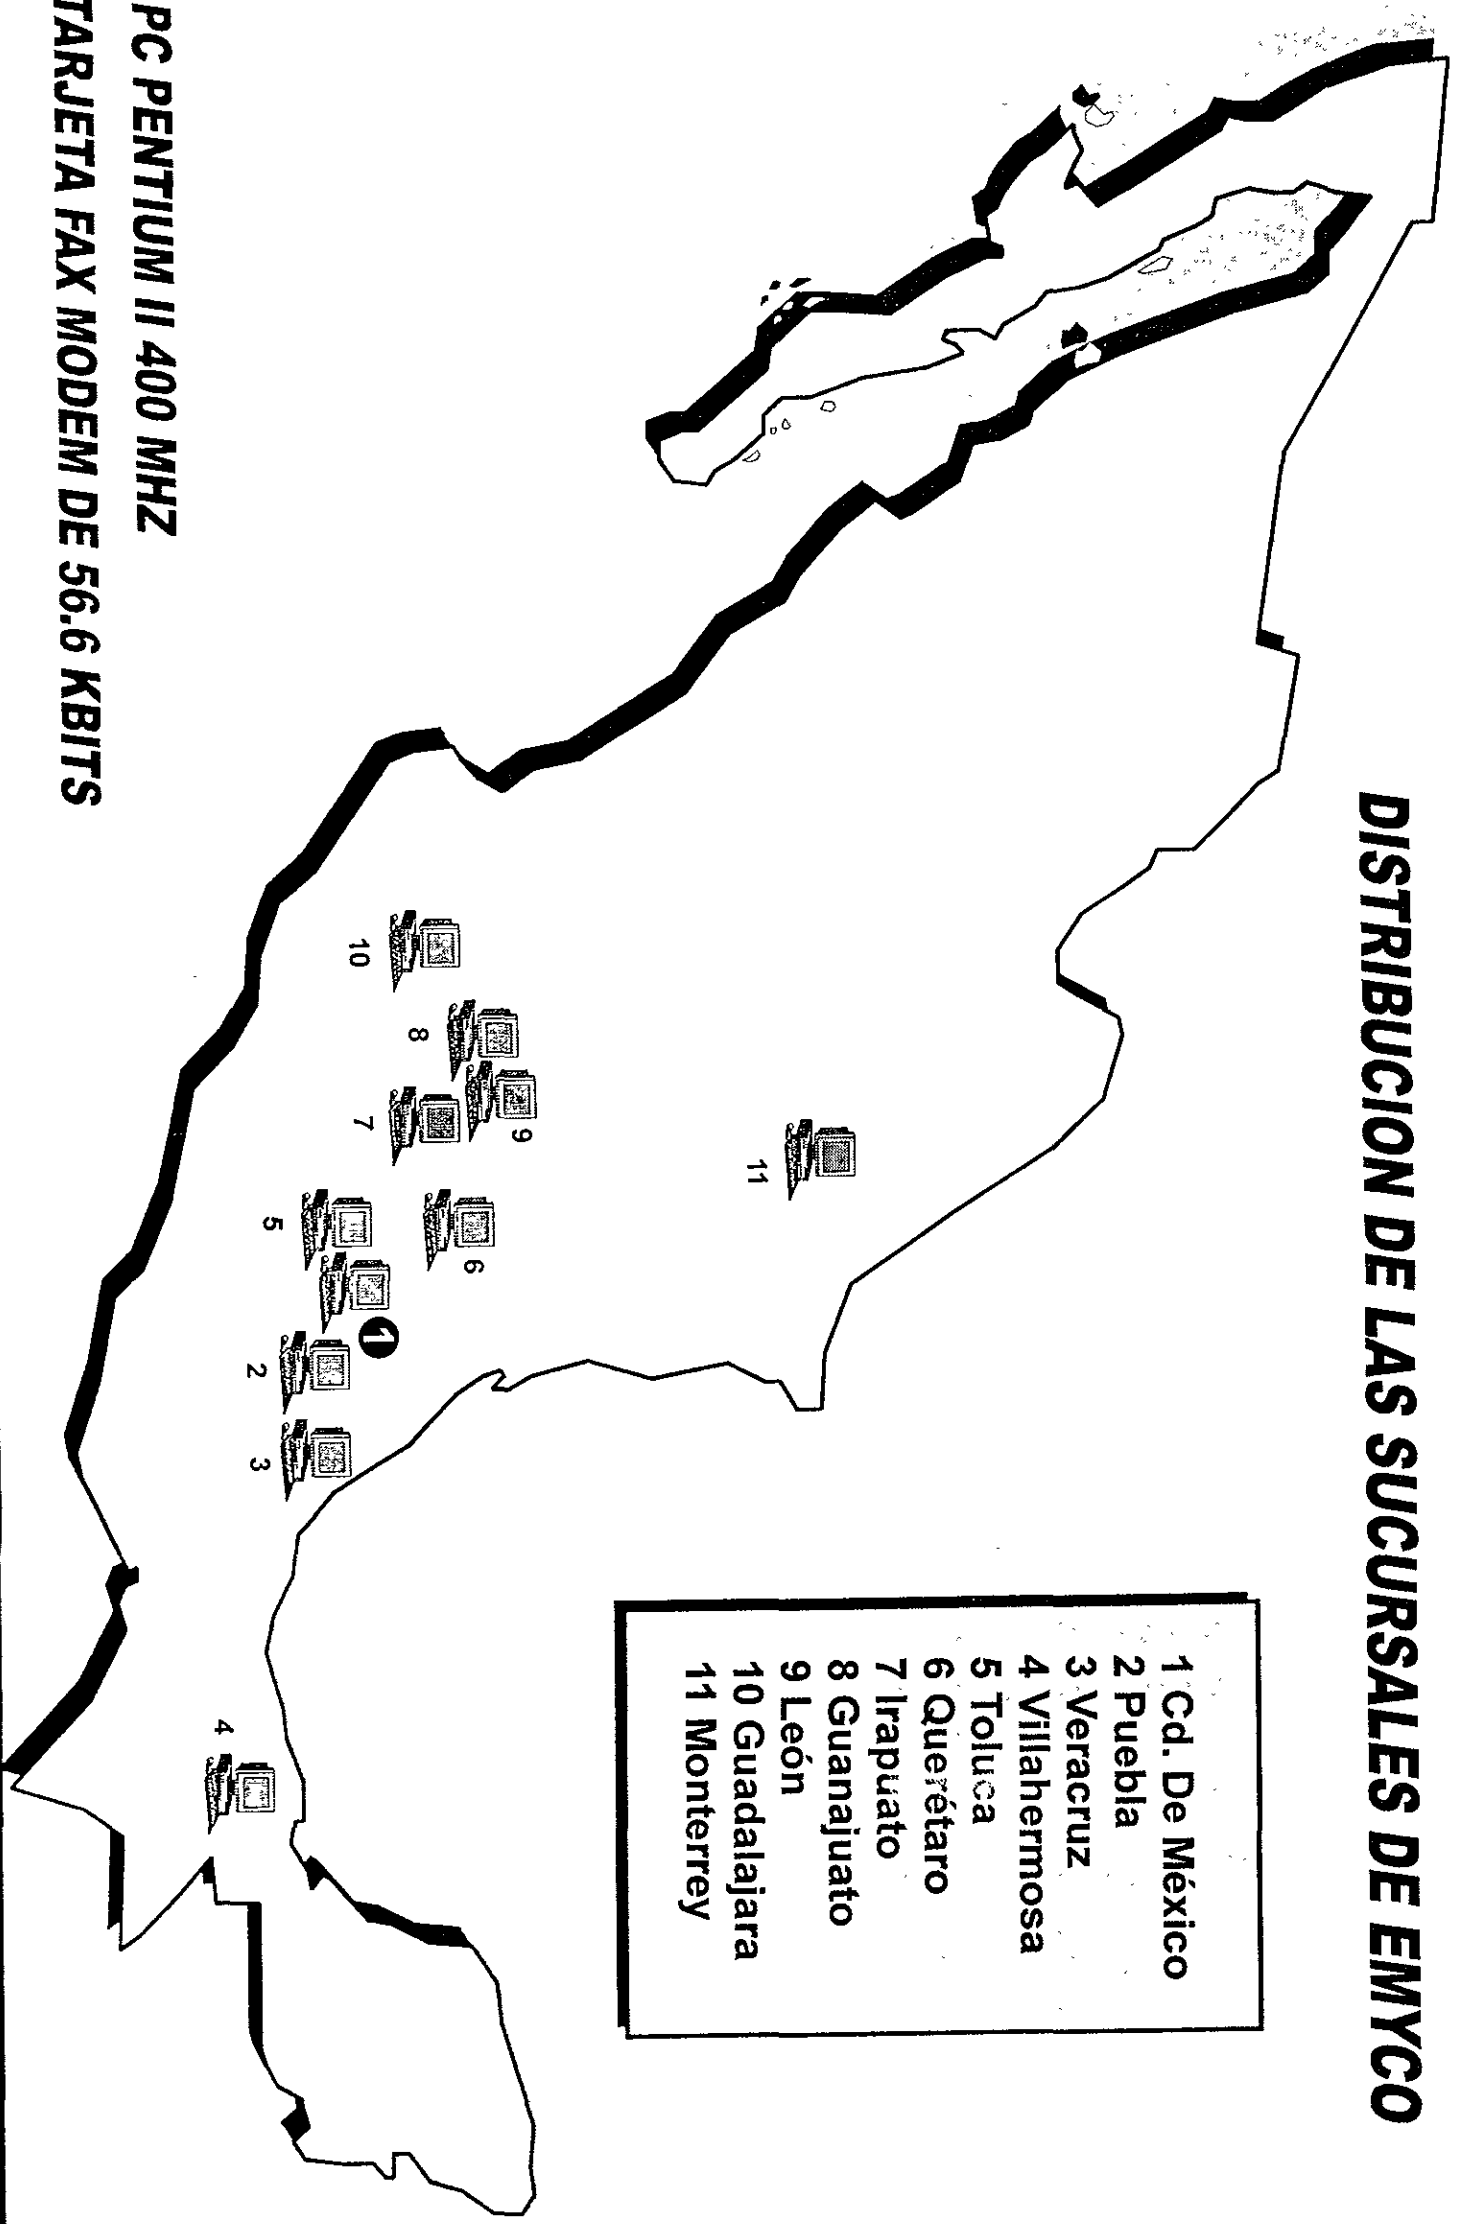 DISTRIBUCION DE LAS SUCURSALES DE EMYCO
1 Cd. De México
2 Puebla
3 Veracruz
4 Villahermosa
5 Toluca
6 Querétaro
7 Irapuato
8 Guanajuato
9 León
10 Guadalajara
11 Monterrey
11
10
8
9
7
6
5
1
2
3
4
PC PENTIUM II 400 MHZ
TARJETA FAX MODEM DE 56.6 KBITS